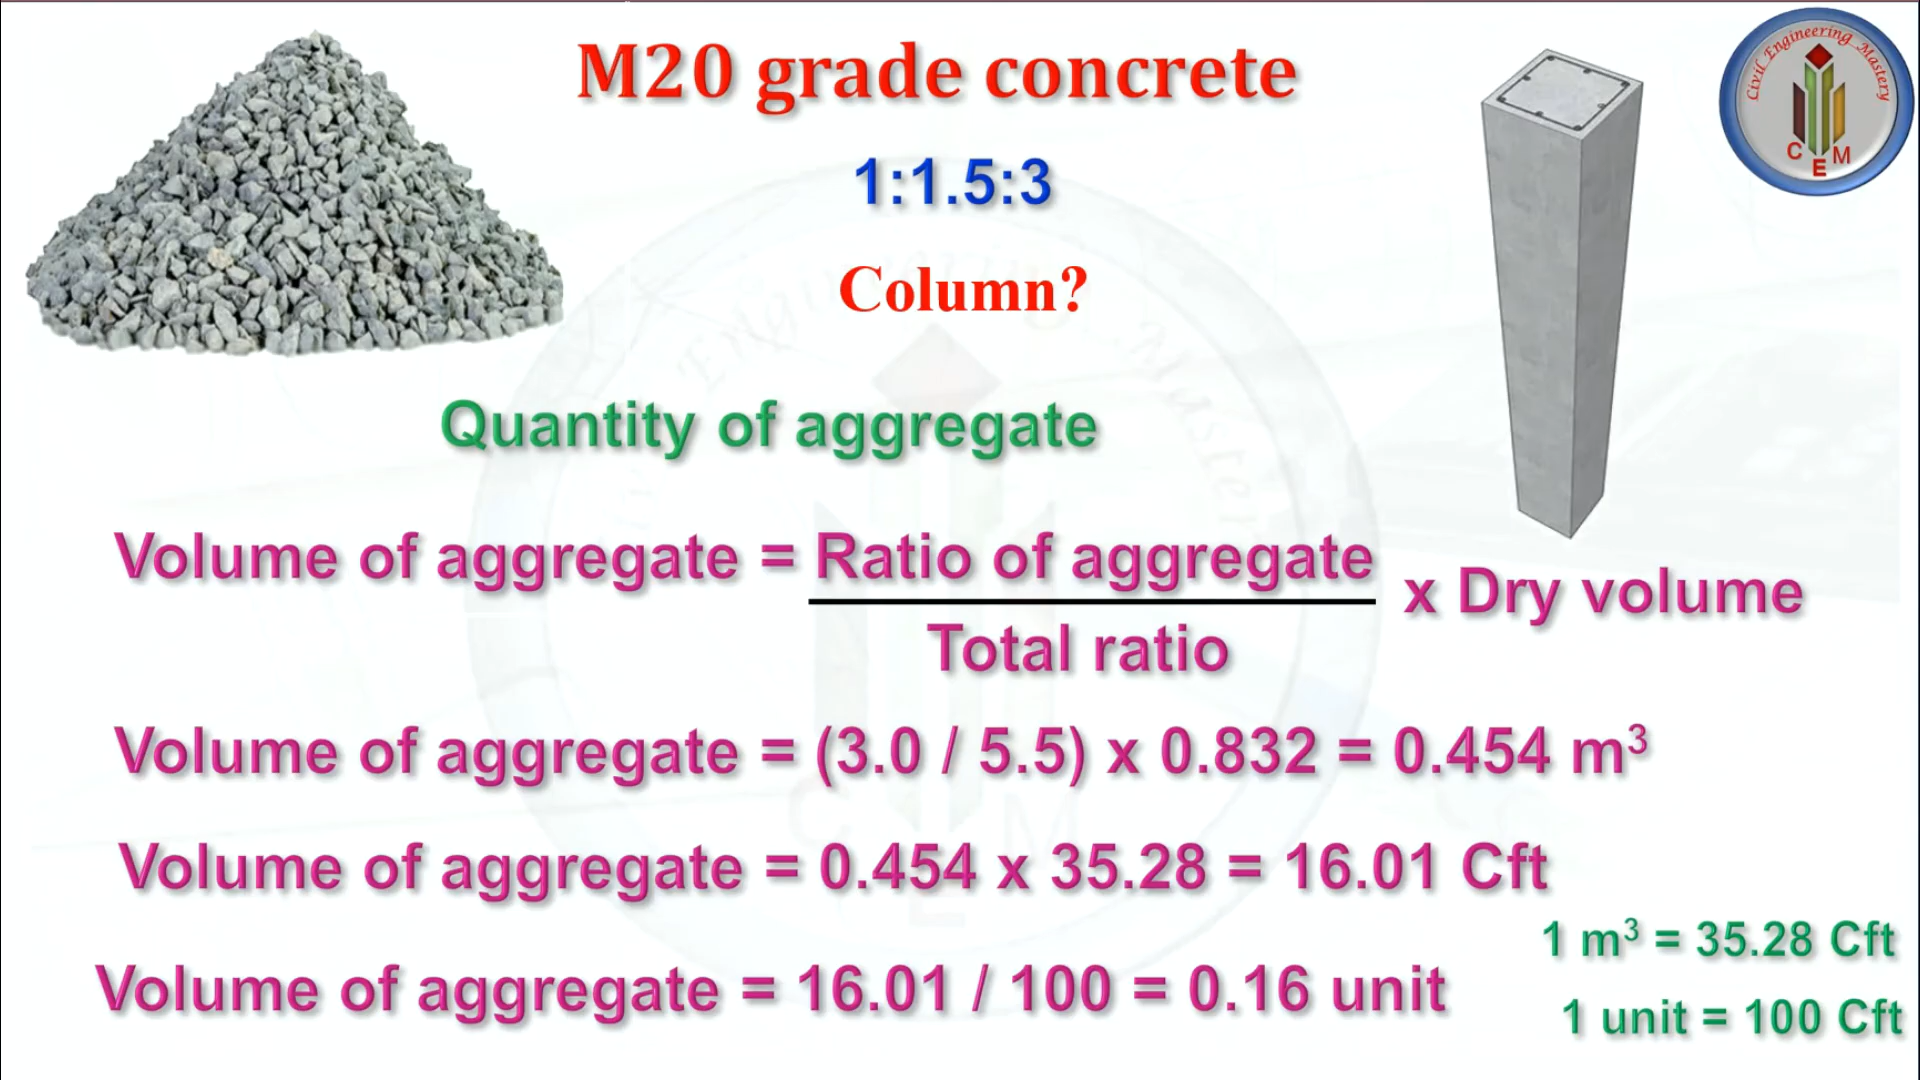 M20 grade concrete
Civil Engineering Mastery
C E M
1:1.5:3
Column?
Quantity of aggregate
Volume of aggregate = Ratio of aggregate x Dry volume
Total ratio
Volume of aggregate = (3.0 / 5.5) x 0.832 = 0.454 m³
Volume of aggregate = 0.454 x 35.28 = 16.01 Cft
1 m³ = 35.28 Cft
Volume of aggregate = 16.01 / 100 = 0.16 unit
1 unit = 100 Cft